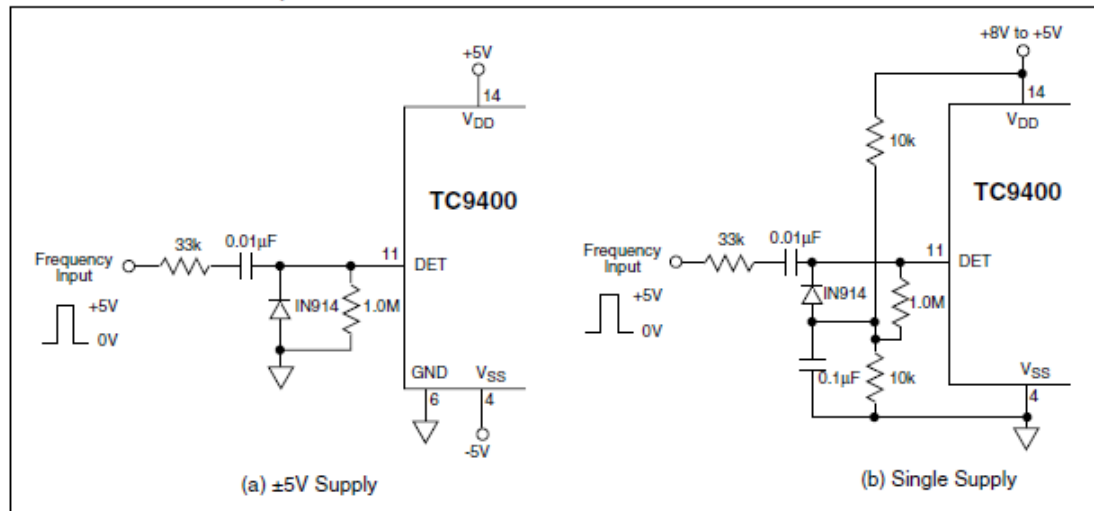 +5V
14
VDD
TC9400
33k
0.01µF
11
DET
Frequency
Input
+5V
0V
IN914
1.0M
GND
VSS
6
4
-5V
(a) ±5V Supply
+8V to +5V
14
VDD
10k
TC9400
33k
0.01µF
11
DET
Frequency
Input
+5V
0V
IN914
1.0M
0.1µF
10k
VSS
4
(b) Single Supply